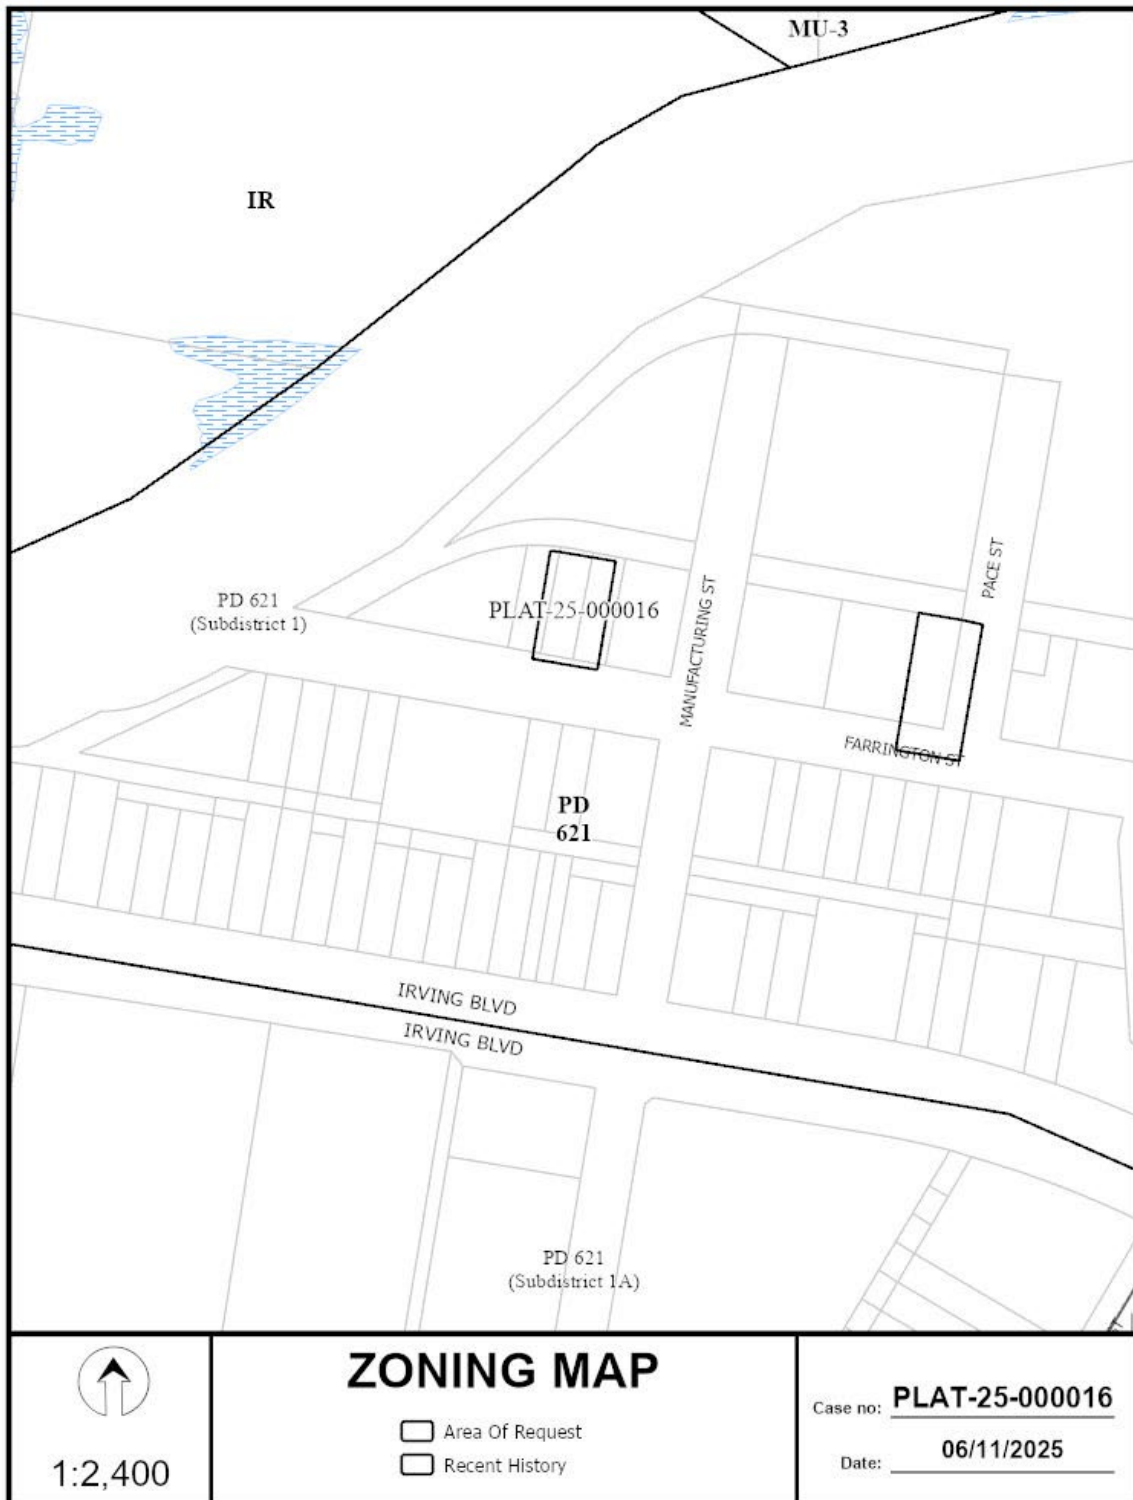 MU-3
IR
PACE ST
PD 621
(Subdistrict 1)
PLAT-25-000016
MANUFACTURING ST
FARRINGTON ST
PD
621
IRVING BLVD
IRVING BLVD
PD 621
(Subdistrict 1A)
ST
1:2,400
ZONING MAP
Area Of Request
Recent History
Case no: PLAT-25-000016
Date: 06/11/2025